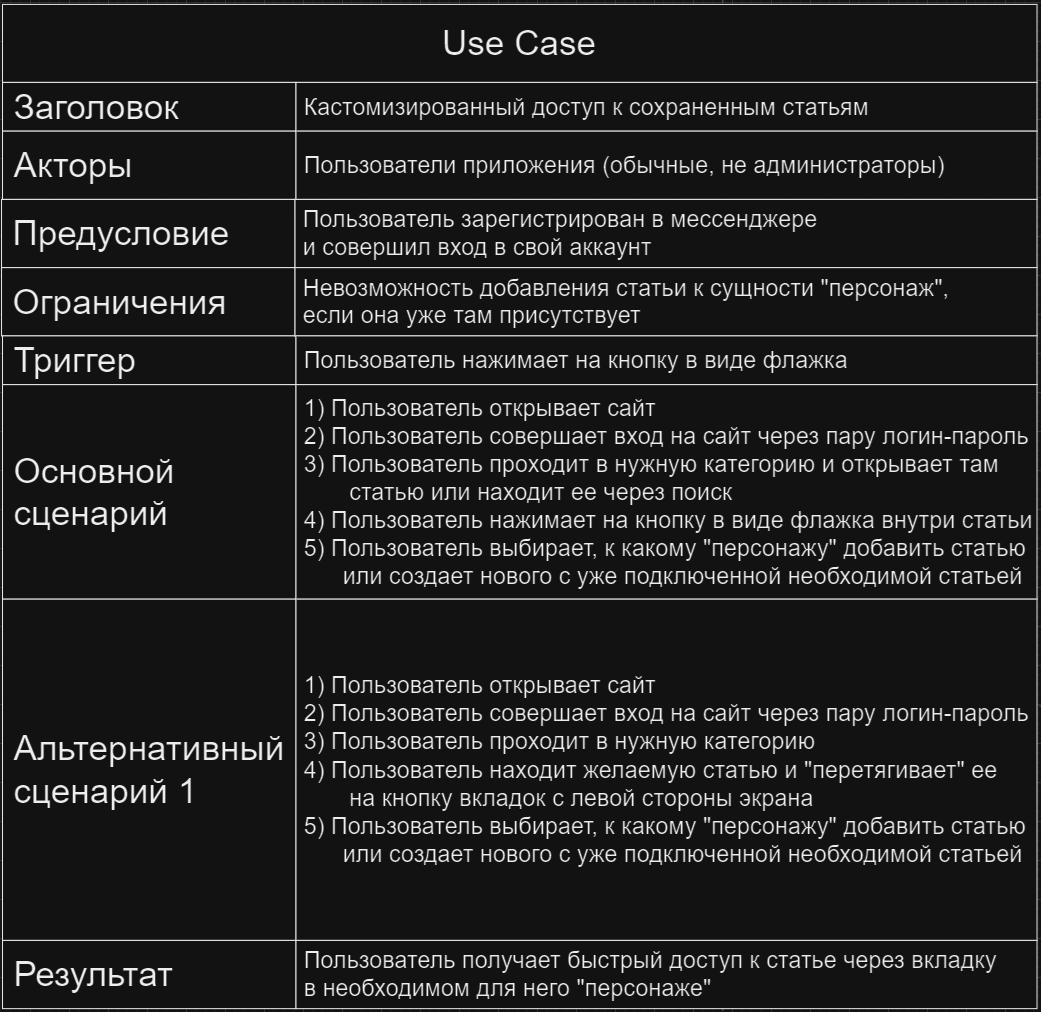 Use Case
Заголовок
Кастомизированный доступ к сохраненным статьям
Акторы
Пользователи приложения (обычные, не администраторы)
Предусловие
Пользователь зарегистрирован в мессенджере
и совершил вход в свой аккаунт
Ограничения
Невозможность добавления статьи к сущности "персонаж",
если она уже там присутствует
Триггер
Пользователь нажимает на кнопку в виде флажка
Основной
сценарий
1) Пользователь открывает сайт
2) Пользователь совершает вход на сайт через пару логин-пароль
3) Пользователь проходит в нужную категорию и открывает там
статью или находит ее через поиск
4) Пользователь нажимает на кнопку в виде флажка внутри статьи
5) Пользователь выбирает, к какому "персонажу" добавить статью
или создает нового с уже подключенной необходимой статьей
Альтернативный
сценарий 1
1) Пользователь открывает сайт
2) Пользователь совершает вход на сайт через пару логин-пароль
3) Пользователь проходит в нужную категорию
4) Пользователь находит желаемую статью и "перетягивает" ее
на кнопку вкладок с левой стороны экрана
5) Пользователь выбирает, к какому "персонажу" добавить статью
или создает нового с уже подключенной необходимой статьей
Результат
Пользователь получает быстрый доступ к статье через вкладку
в необходимом для него "персонаже"